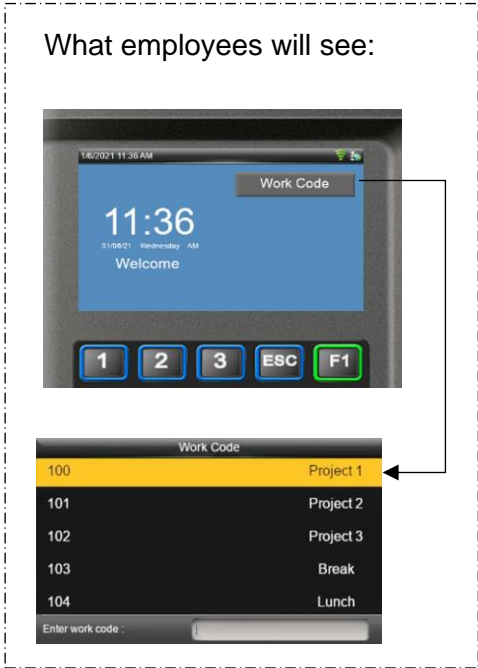 What employees will see:
1/6/2021 11:36 AM
Work Code
11:36
01/06/21 Wednesday AM
Welcome
1 2 3 ESC F1
Work Code
100 Project 1
101 Project 2
102 Project 3
103 Break
104 Lunch
Enter work code :